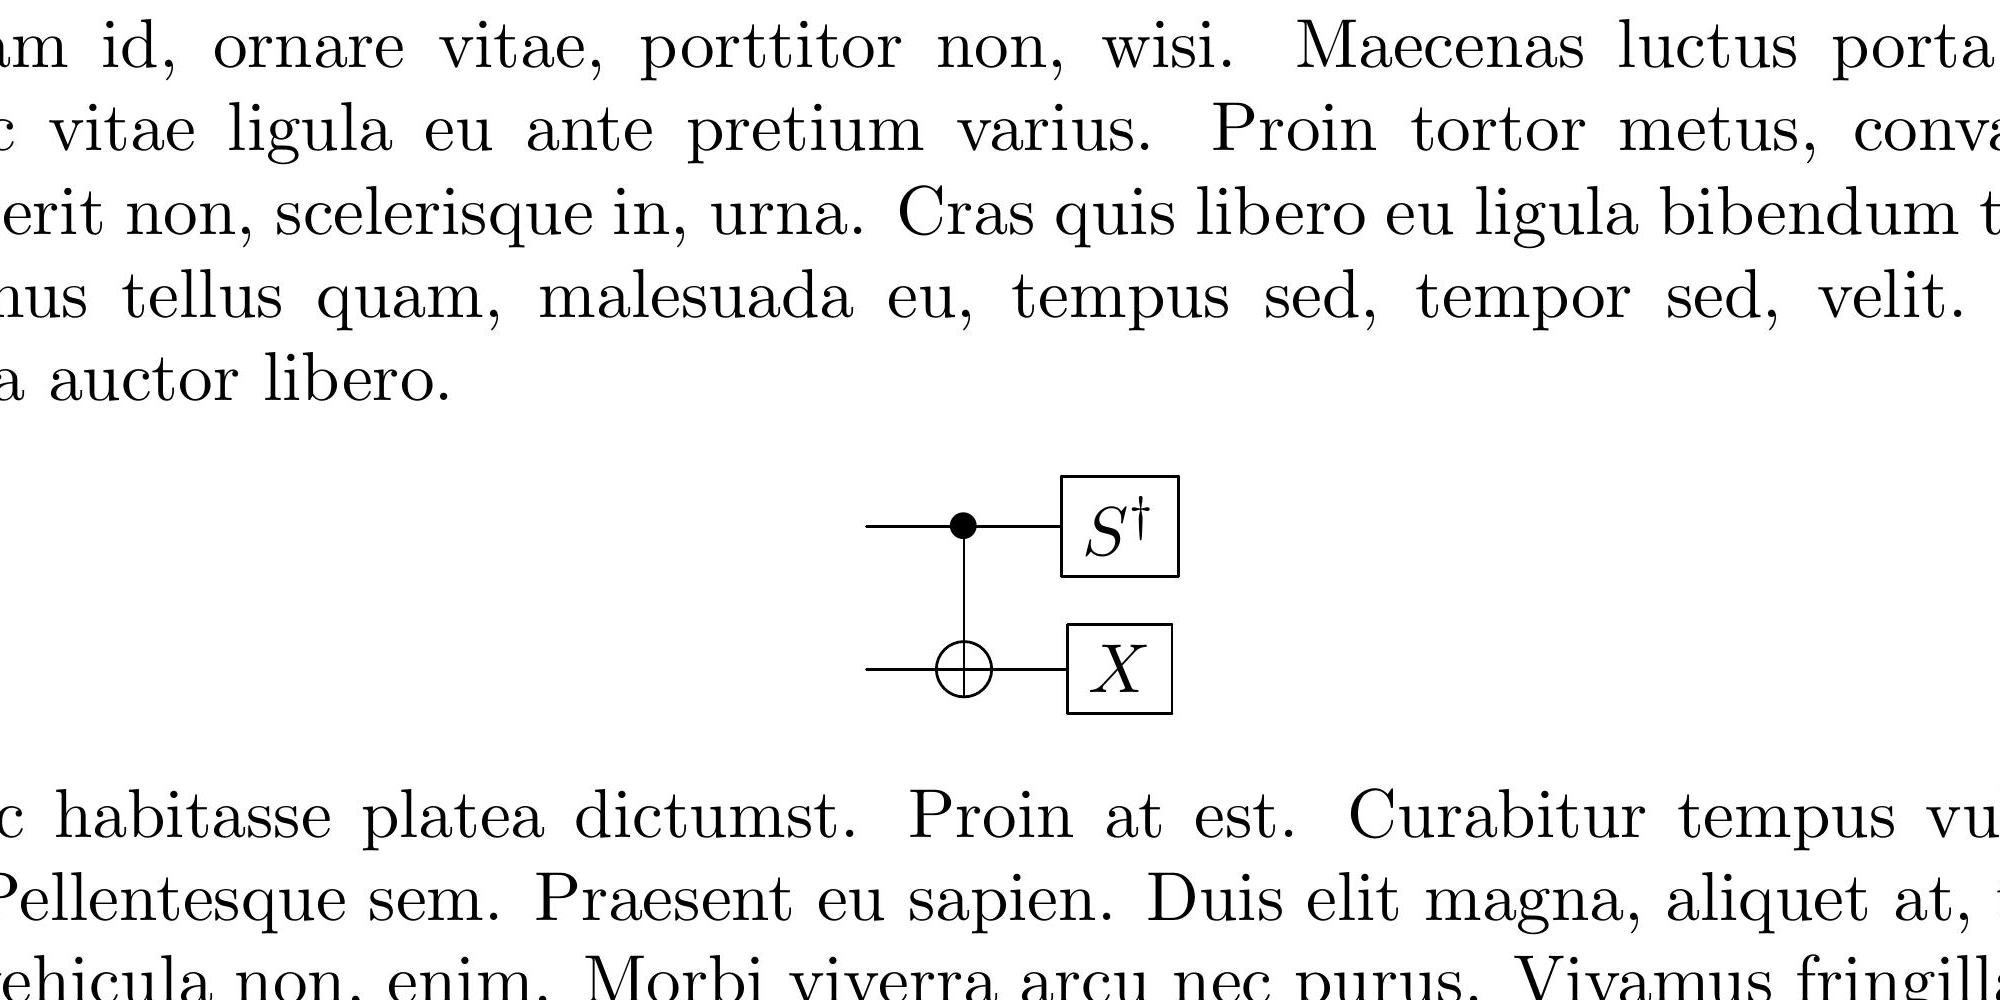 am id, ornare vitae, porttitor non, wisi. Maecenas luctus porta
c vitae ligula eu ante pretium varius. Proin tortor metus, conva
erit non, scelerisque in, urna. Cras quis libero eu ligula bibendum t
nus tellus quam, malesuada eu, tempus sed, tempor sed, velit.
a auctor libero.
S†
X
c habitasse platea dictumst. Proin at est. Curabitur tempus vu
Pellentesque sem. Praesent eu sapien. Duis elit magna, aliquet at,
vehicula non, enim. Morbi viverra arcu nec purus. Vivamus fringilla